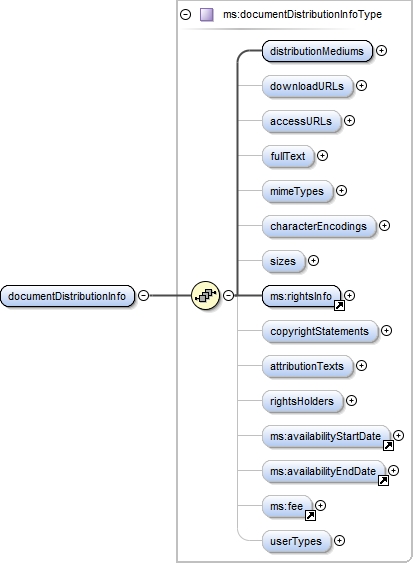 ms:documentDistributionInfoType
distributionMediums
downloadURLs
accessURLs
fullText
mimeTypes
characterEncodings
sizes
documentDistributionInfo
ms:rightsInfo
copyrightStatements
attributionTexts
rightsHolders
ms:availabilityStartDate
ms:availabilityEndDate
ms:fee
userTypes